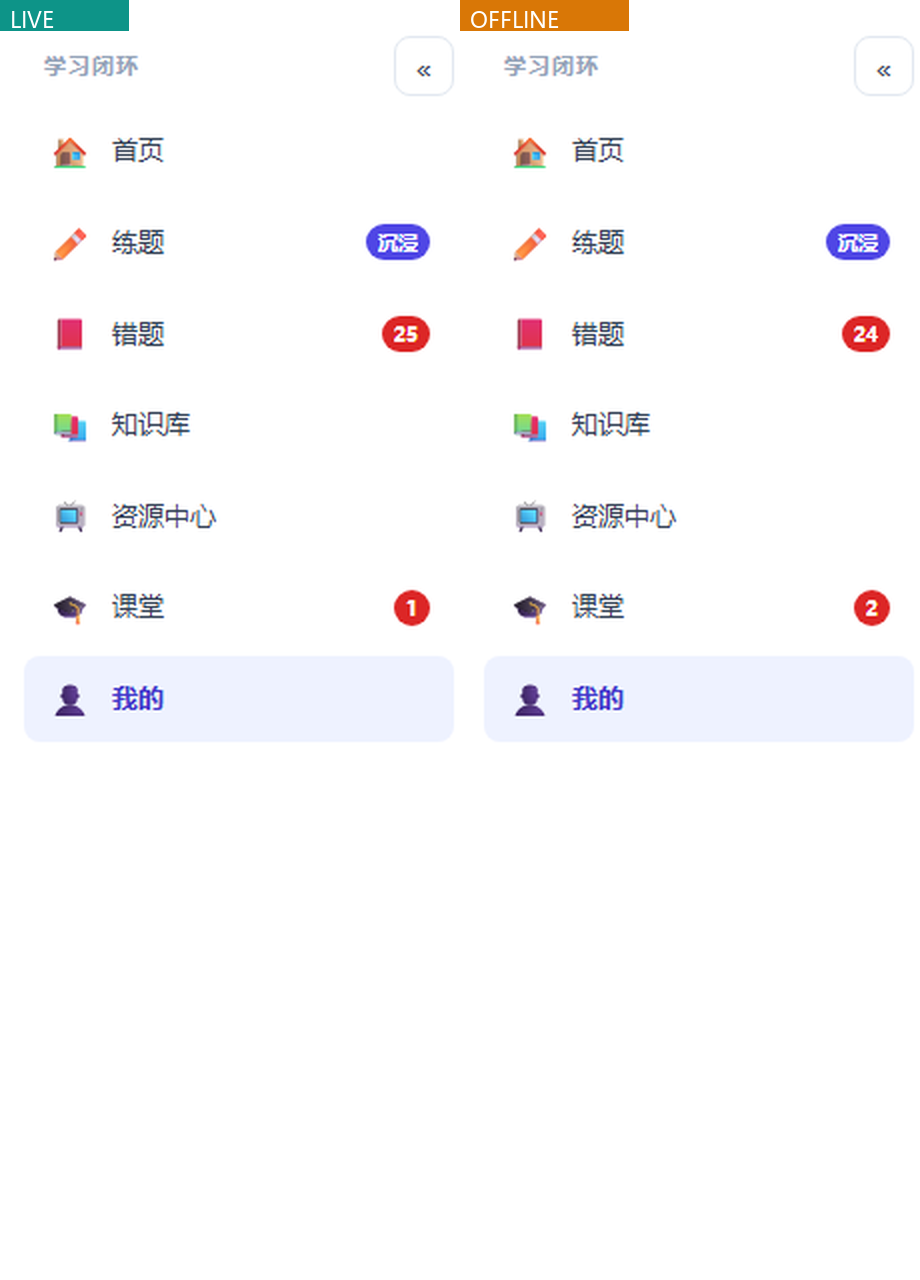 LIVE
学习闭环
«
首页
练题
沉浸
错题
25
知识库
资源中心
课堂
1
我的
OFFLINE
学习闭环
«
首页
练题
沉浸
错题
24
知识库
资源中心
课堂
2
我的